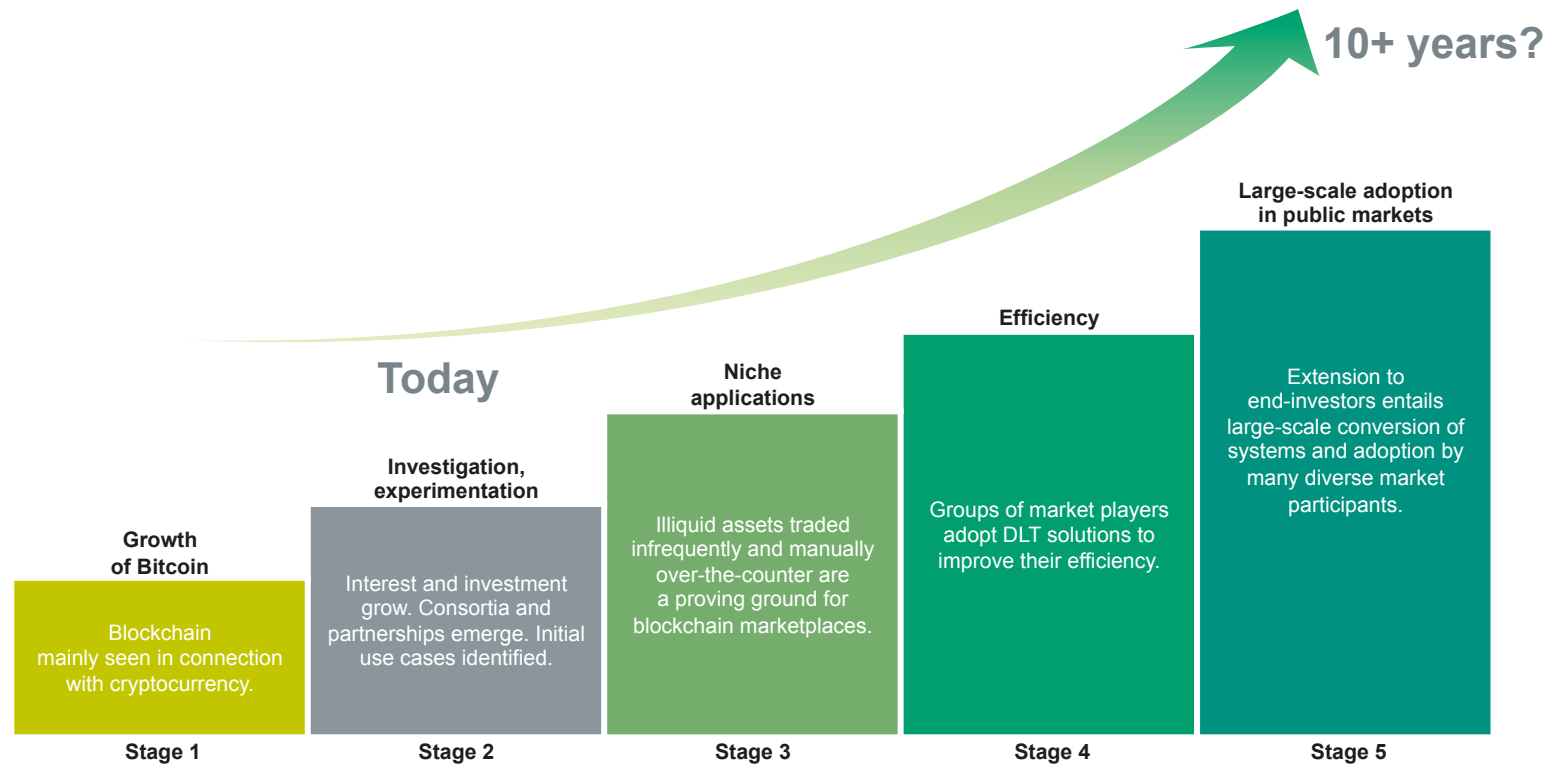 10+ years?
Today
Growth
of Bitcoin
Blockchain
mainly seen in connection
with cryptocurrency.
Stage 1
Investigation,
experimentation
Interest and investment
grow. Consortia and
partnerships emerge. Initial
use cases identified.
Stage 2
Niche
applications
Illiquid assets traded
infrequently and manually
over-the-counter are
a proving ground for
blockchain marketplaces.
Stage 3
Efficiency
Groups of market players
adopt DLT solutions to
improve their efficiency.
Stage 4
Large-scale adoption
in public markets
Extension to
end-investors entails
large-scale conversion of
systems and adoption by
many diverse market
participants.
Stage 5